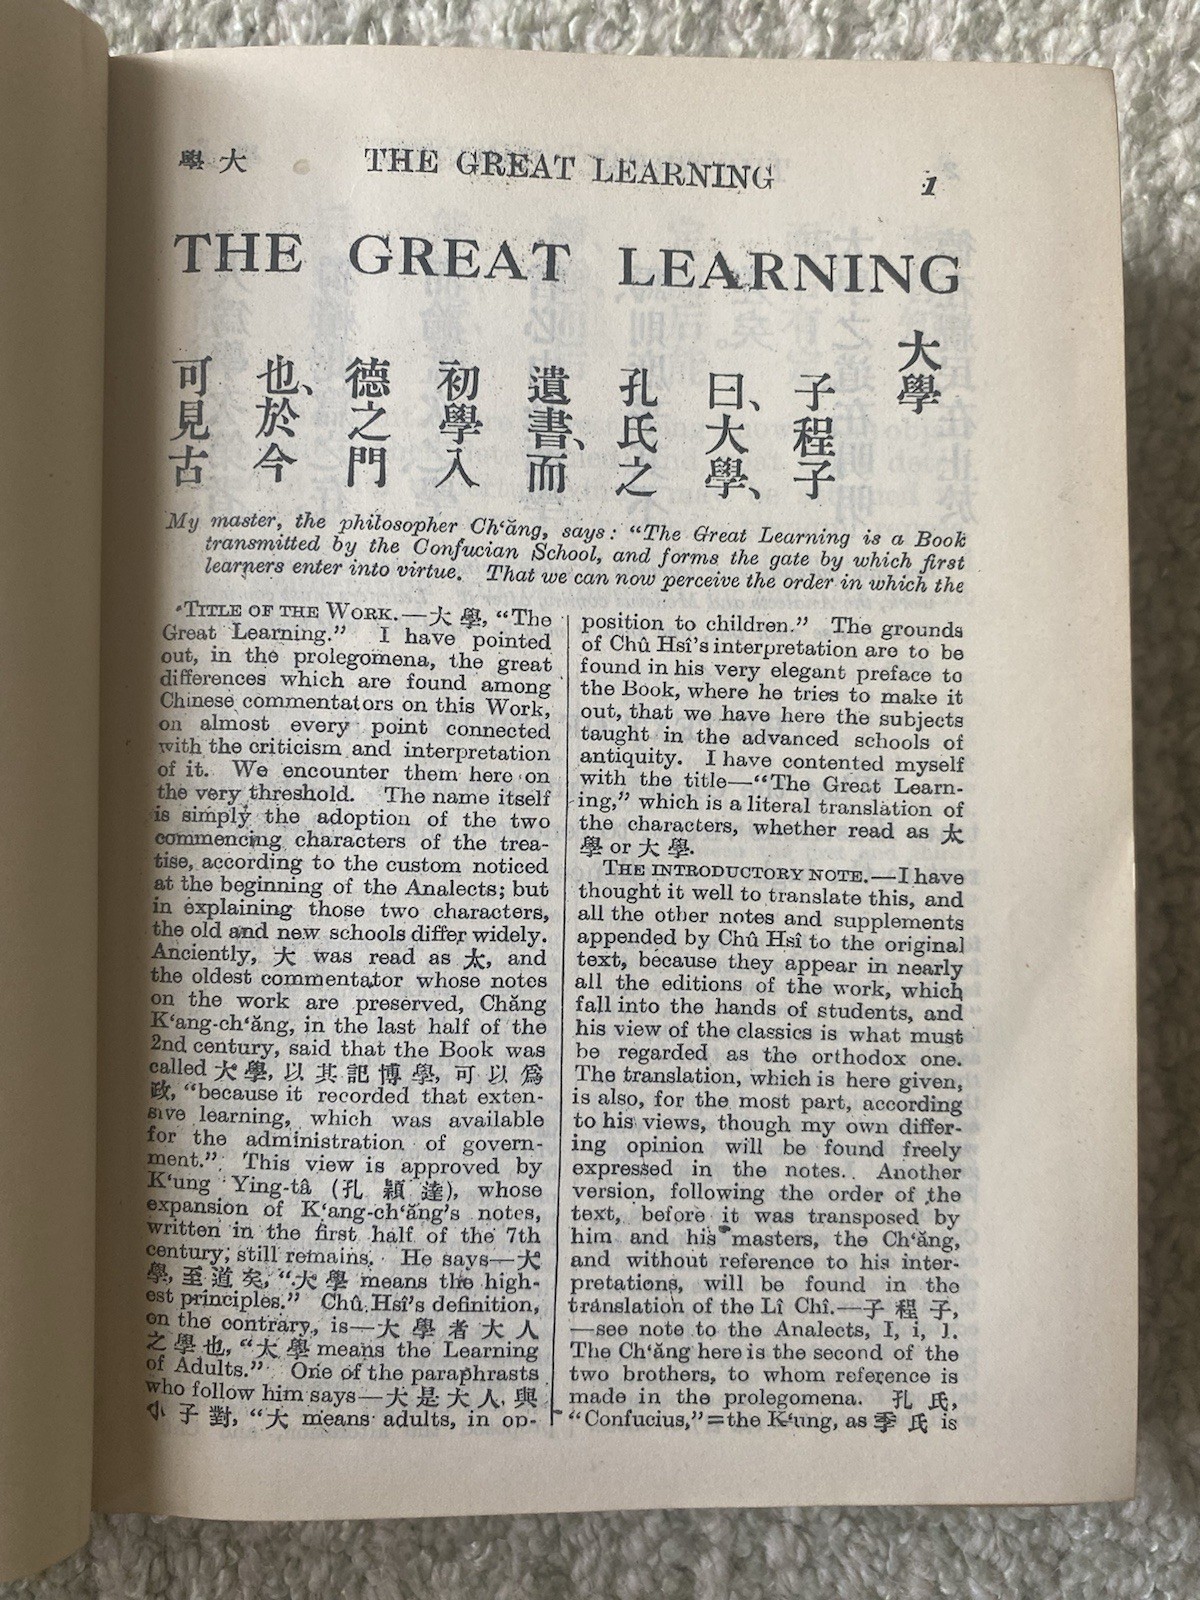 學大 THE GREAT LEARNING 1
THE GREAT LEARNING
大學
子程子
曰、大學、
孔氏之
遺書、而
初學入
德之門
也、於今
可見古
My master, the philosopher Ch‘ăng, says: “The Great Learning is a Book
transmitted by the Confucian School, and forms the gate by which first
learners enter into virtue. That we can now perceive the order in which the
TITLE OF THE WORK.—大學, “The
Great Learning.” I have pointed
out, in the prolegomena, the great
differences which are found among
Chinese commentators on this Work,
on almost every point connected
with the criticism and interpretation
of it. We encounter them here on
the very threshold. The name itself
is simply the adoption of the two
commencing characters of the trea-
tise, according to the custom noticed
at the beginning of the Analects; but
in explaining those two characters,
the old and new schools differ widely.
Anciently, 大 was read as 太, and
the oldest commentator whose notes
on the work are preserved, Chăng
K‘ang-ch‘ăng, in the last half of the
2nd century, said that the Book was
called 大學, 以其記博學, 可以爲
政, “because it recorded that exten-
sive learning, which was available
for the administration of govern-
ment.” This view is approved by
K‘ung Ying-tâ (孔穎達), whose
expansion of K‘ang-ch‘ăng’s notes,
written in the first half of the 7th
century, still remains. He says—大
學, 至道矣, “大學 means the high-
est principles.” Chû Hsî’s definition,
on the contrary, is—大學者大人
之學也, “大學 means the Learning
of Adults.” One of the paraphrasts
who follow him says—大是大人, 與
小子對, “大 means adults, in op-
position to children.” The grounds
of Chû Hsî’s interpretation are to be
found in his very elegant preface to
the Book, where he tries to make it
out, that we have here the subjects
taught in the advanced schools of
antiquity. I have contented myself
with the title—“The Great Learn-
ing,” which is a literal translation of
the characters, whether read as 太
學 or 大學.
THE INTRODUCTORY NOTE.—I have
thought it well to translate this, and
all the other notes and supplements
appended by Chû Hsî to the original
text, because they appear in nearly
all the editions of the work, which
fall into the hands of students, and
his view of the classics is what must
be regarded as the orthodox one.
The translation, which is here given,
is also, for the most part, according
to his views, though my own differ-
ing opinion will be found freely
expressed in the notes. Another
version, following the order of the
text, before it was transposed by
him and his masters, the Ch‘ăng,
and without reference to his inter-
pretations, will be found in the
translation of the Lî Chî.—子程子,
—see note to the Analects, I, i, 1.
The Ch‘ăng here is the second of the
two brothers, to whom reference is
made in the prolegomena. 孔氏,
“Confucius,”=the K‘ung, as 季氏 is